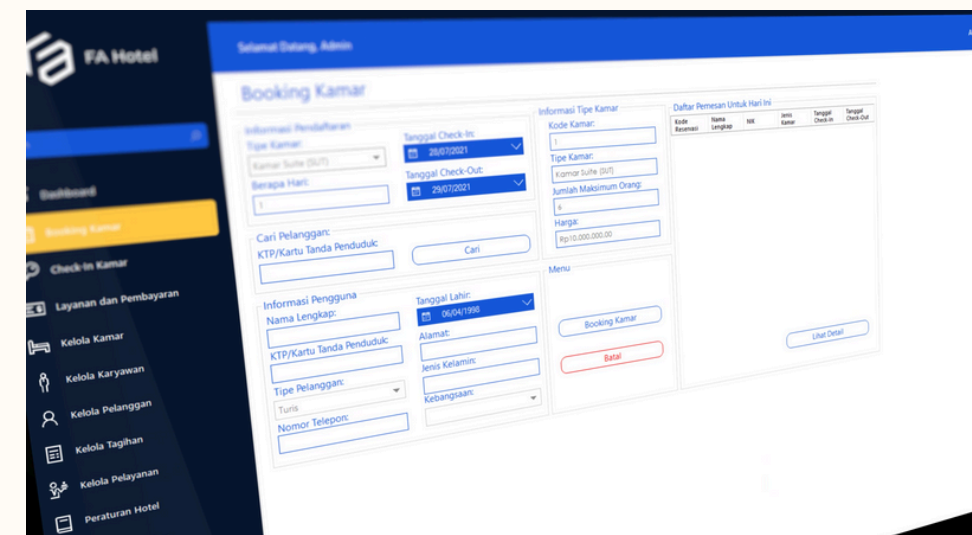 FA Hotel
Selamat Datang, Admin
Dashboard
Booking Kamar
Check-In Kamar
Layanan dan Pembayaran
Kelola Kamar
Kelola Karyawan
Kelola Pelanggan
Kelola Tagihan
Kelola Pelayanan
Peraturan Hotel
Booking Kamar
Informasi Pendaftaran
Tipe Kamar:
Kamar Suite (SUT)
Berapa Hari:
1
Tanggal Check-In:
28/07/2021
Tanggal Check-Out:
29/07/2021
Cari Pelanggan:
KTP/Kartu Tanda Penduduk:
Cari
Informasi Pengguna
Nama Lengkap:
KTP/Kartu Tanda Penduduk:
Tipe Pelanggan:
Turis
Nomor Telepon:
Tanggal Lahir:
06/04/1998
Alamat:
Jenis Kelamin:
Kebangsaan:
Informasi Tipe Kamar
Kode Kamar:
1
Tipe Kamar:
Kamar Suite (SUT)
Jumlah Maksimum Orang:
6
Harga:
Rp10.000.000,00
Menu
Booking Kamar
Batal
Daftar Pemesan Untuk Hari Ini
Kode Reservasi
Nama Lengkap
NIK
Jenis Kamar
Tanggal Check-In
Tanggal Check-Out
Lihat Detail